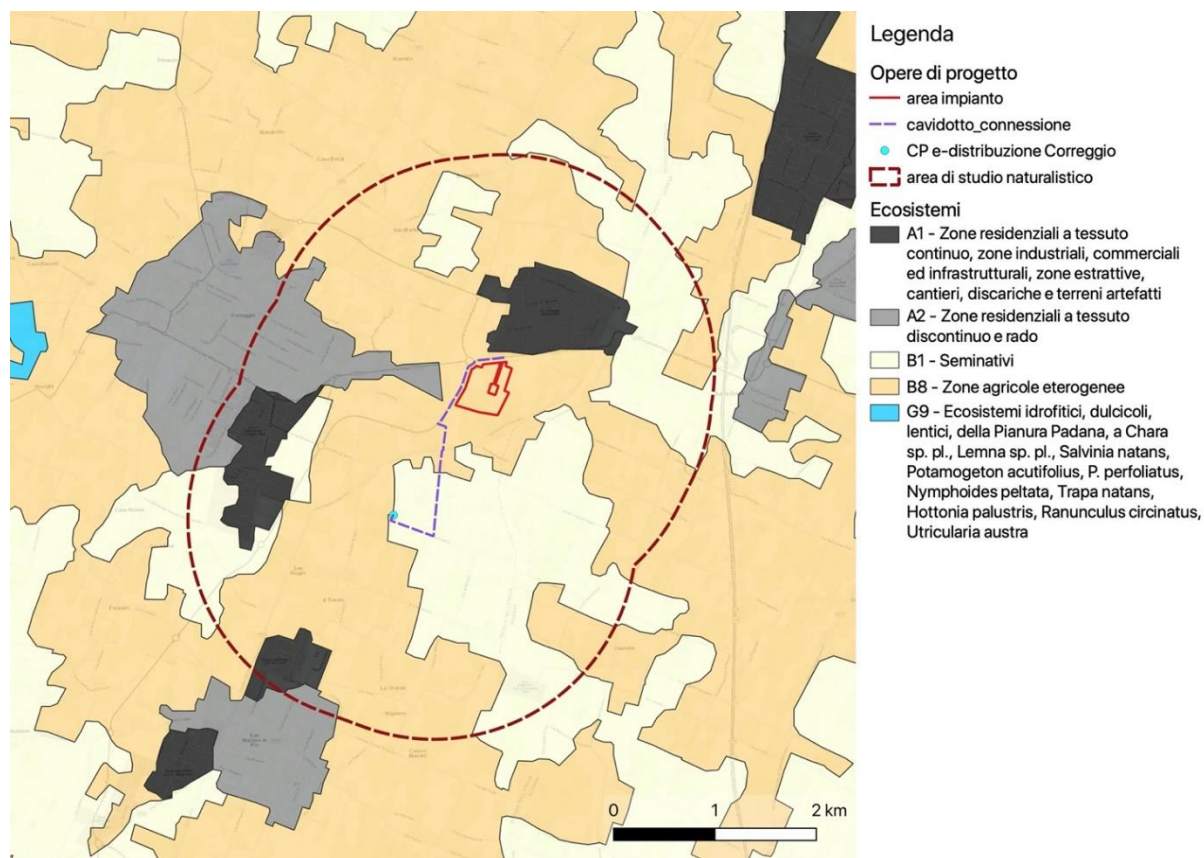 Legenda
Opere di progetto
area impianto
cavidotto_connessione
CP e-distribuzione Correggio
area di studio naturalistico
Ecosistemi
A1 - Zone residenziali a tessuto
continuo, zone industriali, commerciali
ed infrastrutturali, zone estrattive,
cantieri, discariche e terreni artefatti
A2 - Zone residenziali a tessuto
discontinuo e rado
B1 - Seminativi
B8 - Zone agricole eterogenee
G9 - Ecosistemi idrofitici, dulcicoli,
lentici, della Pianura Padana, a Chara
sp. pl., Lemna sp. pl., Salvinia natans,
Potamogeton acutifolius, P. perfoliatus,
Nymphoides peltata, Trapa natans,
Hottonia palustris, Ranunculus circinatus,
Utricularia austra
0 1 2 km